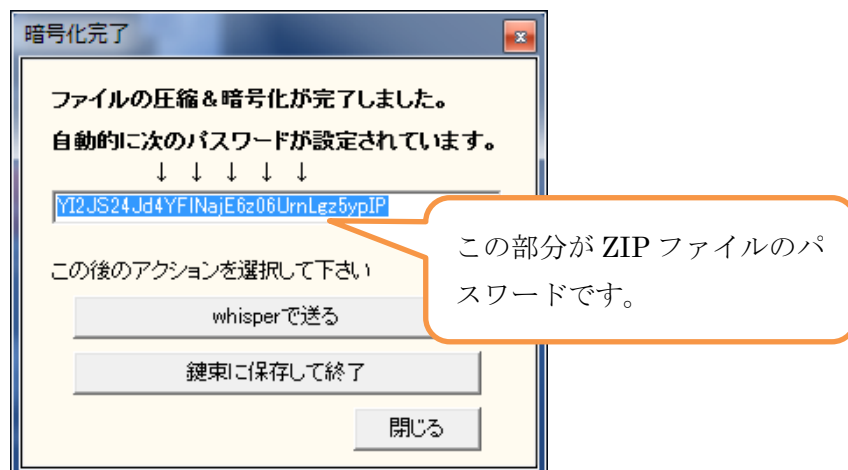 暗号化完了
ファイルの圧縮＆暗号化が完了しました。
自動的に次のパスワードが設定されています。
↓ ↓ ↓ ↓ ↓
YI2JS24Jd4YFINajE6z06UrnLgz5ypIP
この部分が ZIP ファイルのパ
スワードです。
この後のアクションを選択して下さい
whisperで送る
鍵束に保存して終了
閉じる